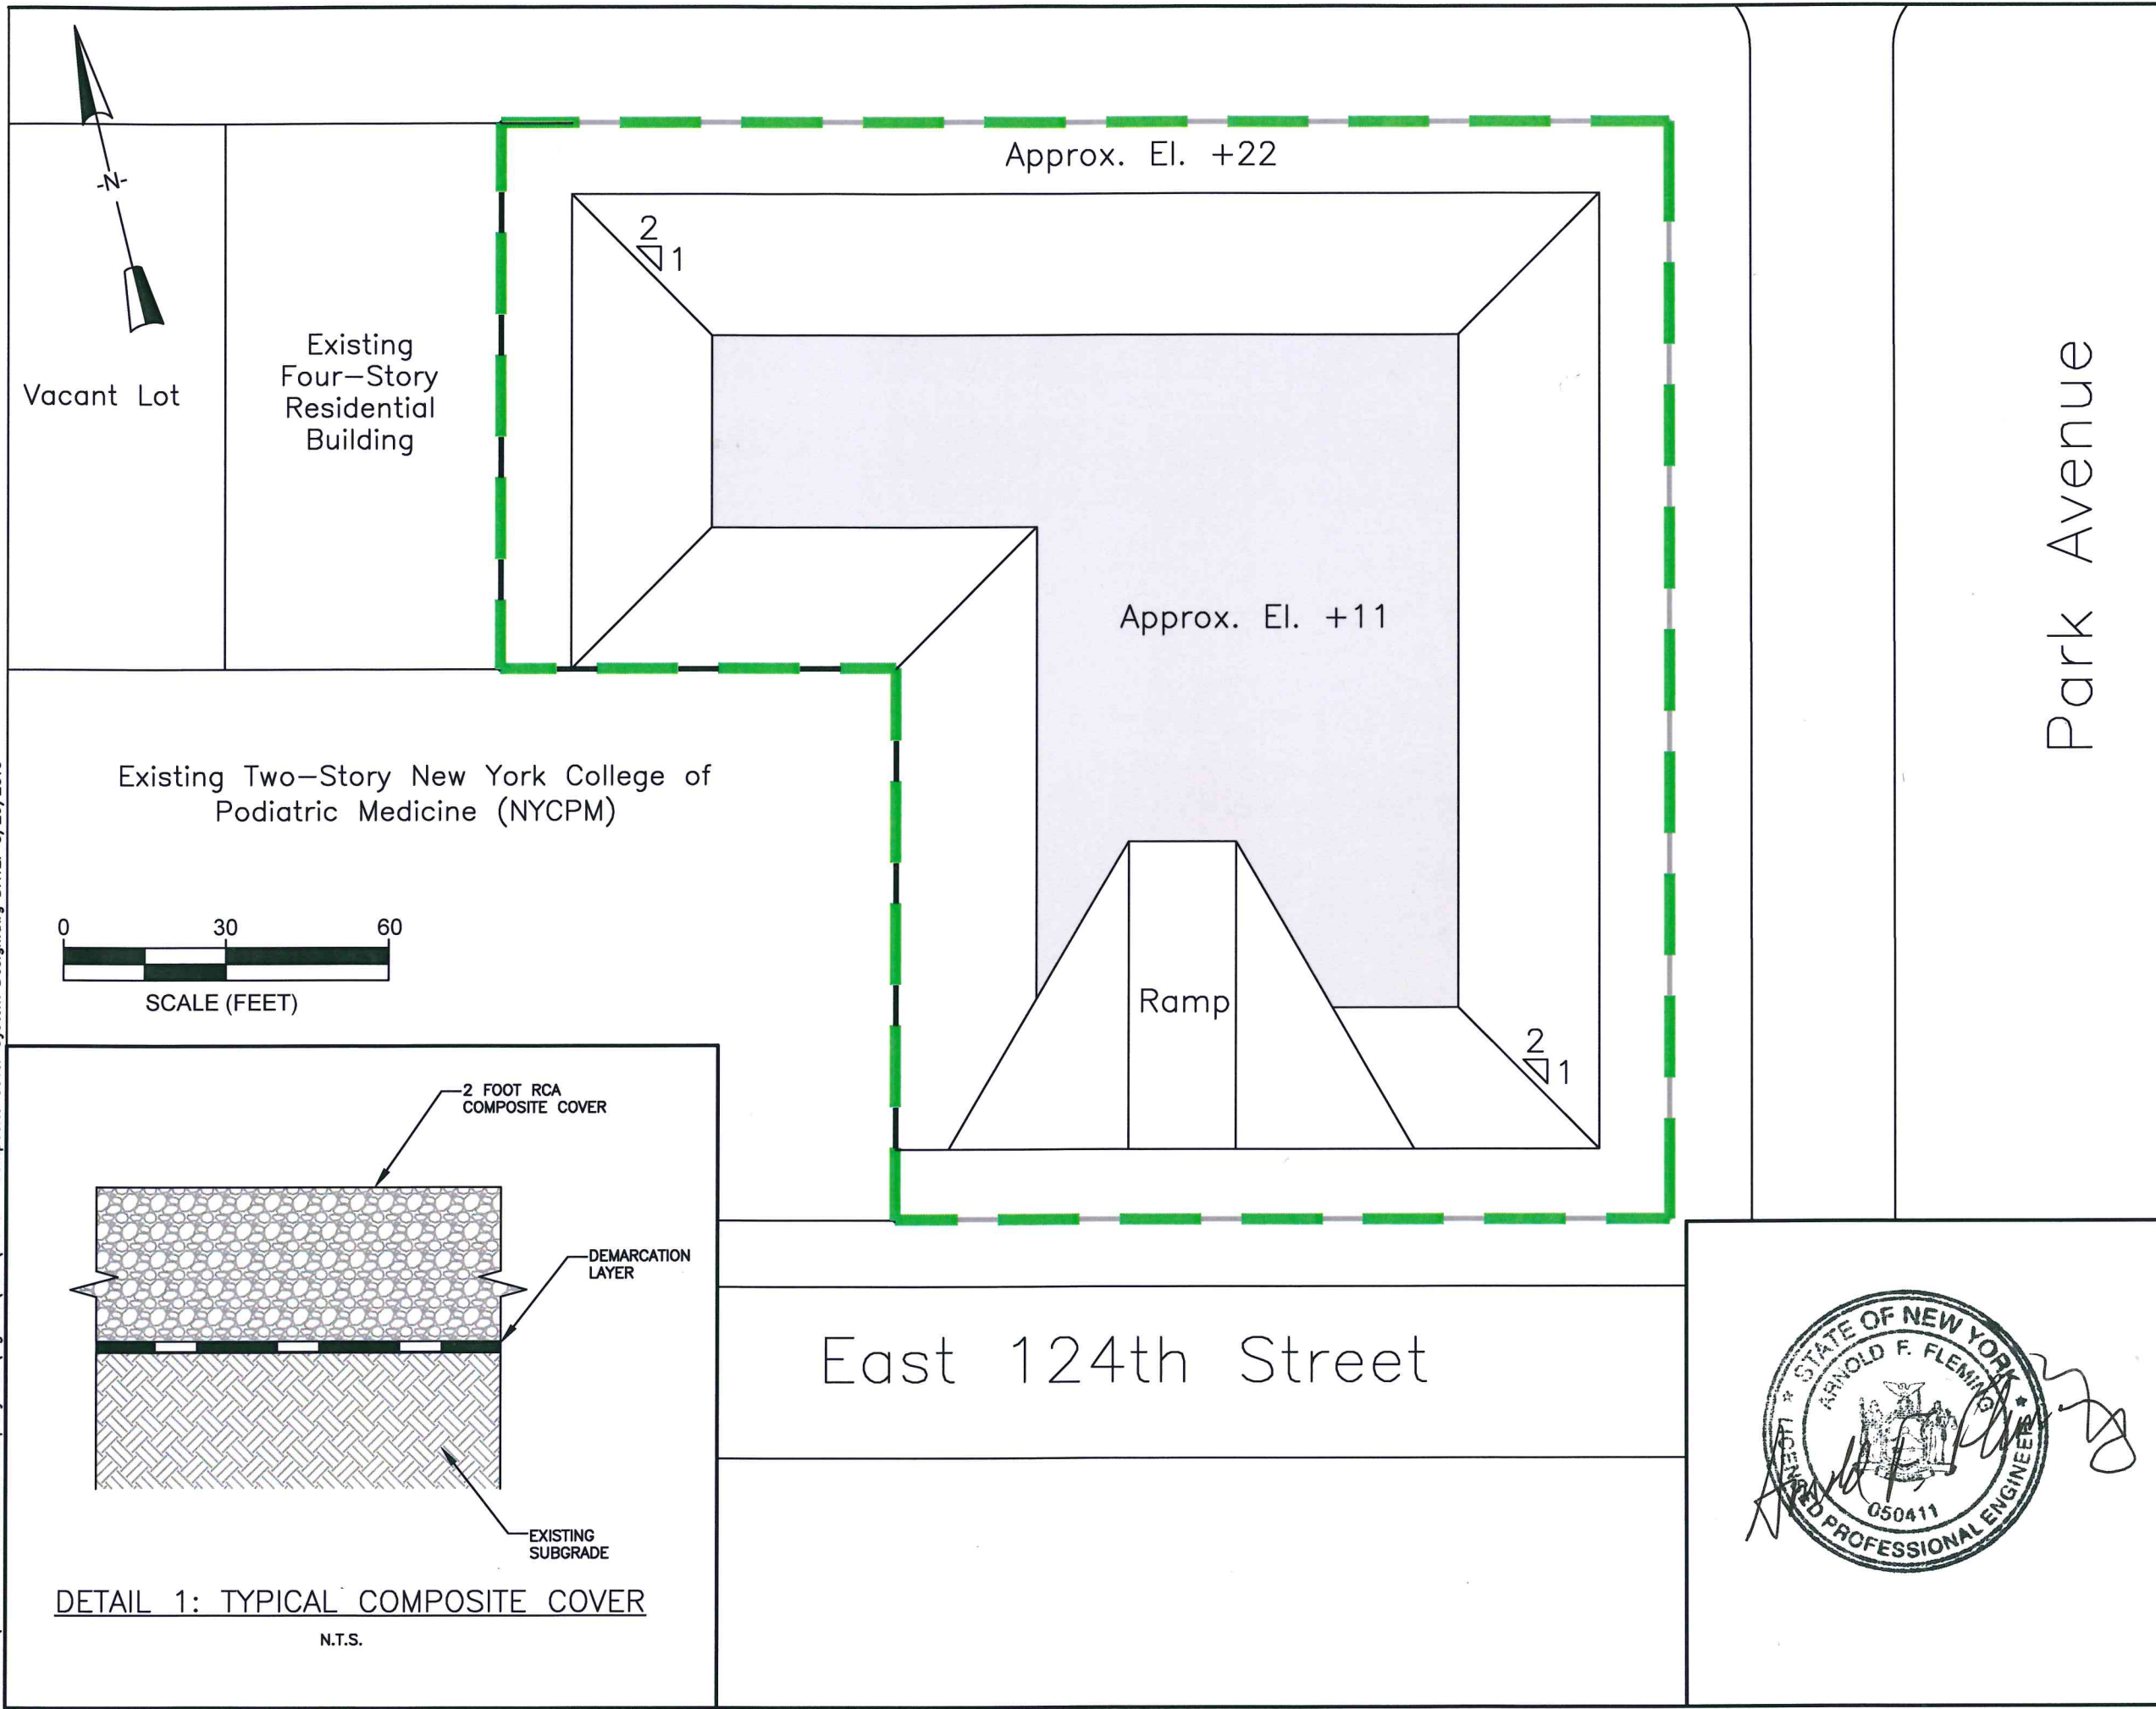 Approx. El. +22
-N-
2
1
Existing
Four-Story
Residential
Building
Vacant Lot
Park Avenue
Approx. El. +11
Existing Two-Story New York College of
Podiatric Medicine (NYCPM)
0 30 60
SCALE (FEET)
Ramp
2
1
2 FOOT RCA
COMPOSITE COVER
DEMARCATION
LAYER
EXISTING
SUBGRADE
DETAIL 1: TYPICAL COMPOSITE COVER
N.T.S.
East 124th Street
STATE OF NEW YORK
ARNOLD F. FLEMING
050411
LICENSED PROFESSIONAL ENGINEER